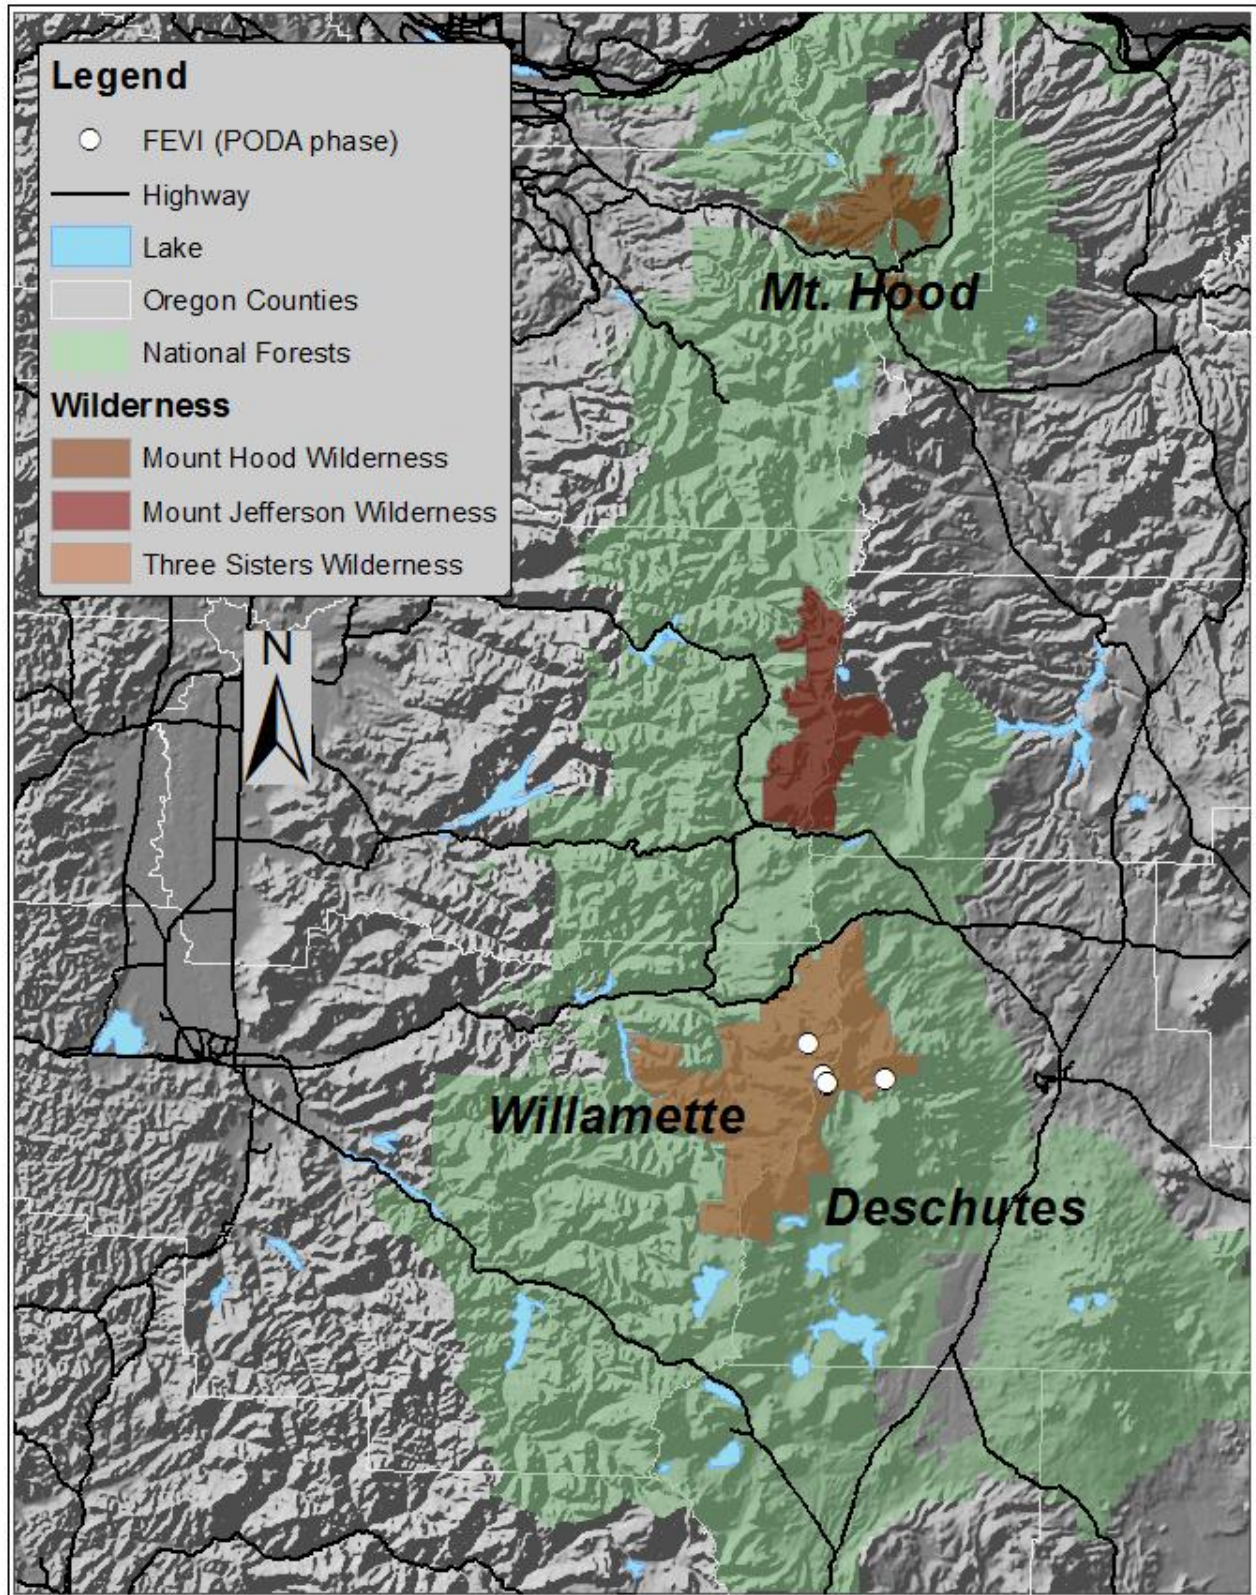 Legend
FEVI (PODA phase)
Highway
Lake
Oregon Counties
National Forests
Wilderness
Mount Hood Wilderness
Mount Jefferson Wilderness
Three Sisters Wilderness
N
Mt. Hood
Willamette
Deschutes